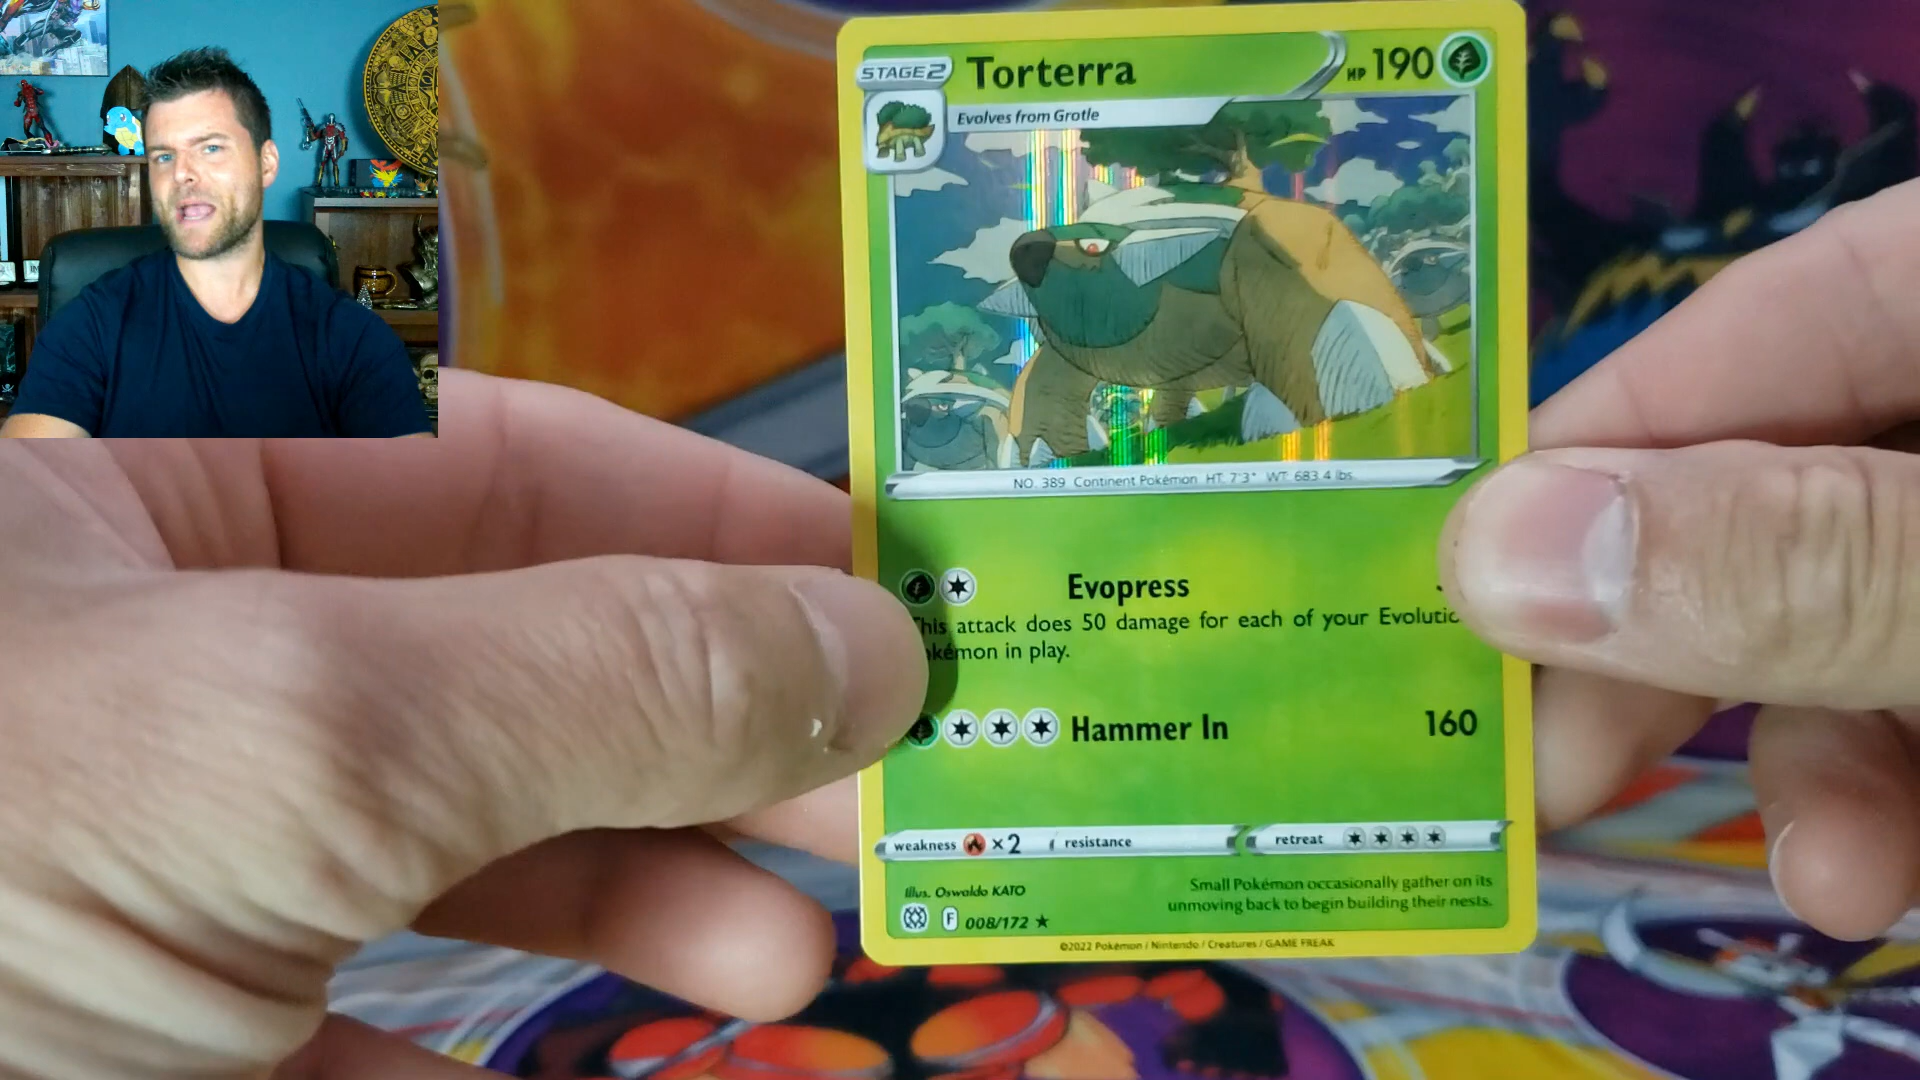 STAGE2 Torterra HP 190
Evolves from Grotle
NO. 389 Continent Pokémon HT: 7'3" WT: 683.4 lbs.
Evopress
attack does 50 damage for each of your
in play.
Hammer In 160
weakness ×2 resistance retreat
Illus. Oswaldo KATO
Small Pokémon occasionally gather on its
unmoving back to begin building their nests.
F 008/172 ★
©2022 Pokémon / Nintendo / Creatures / GAME FREAK